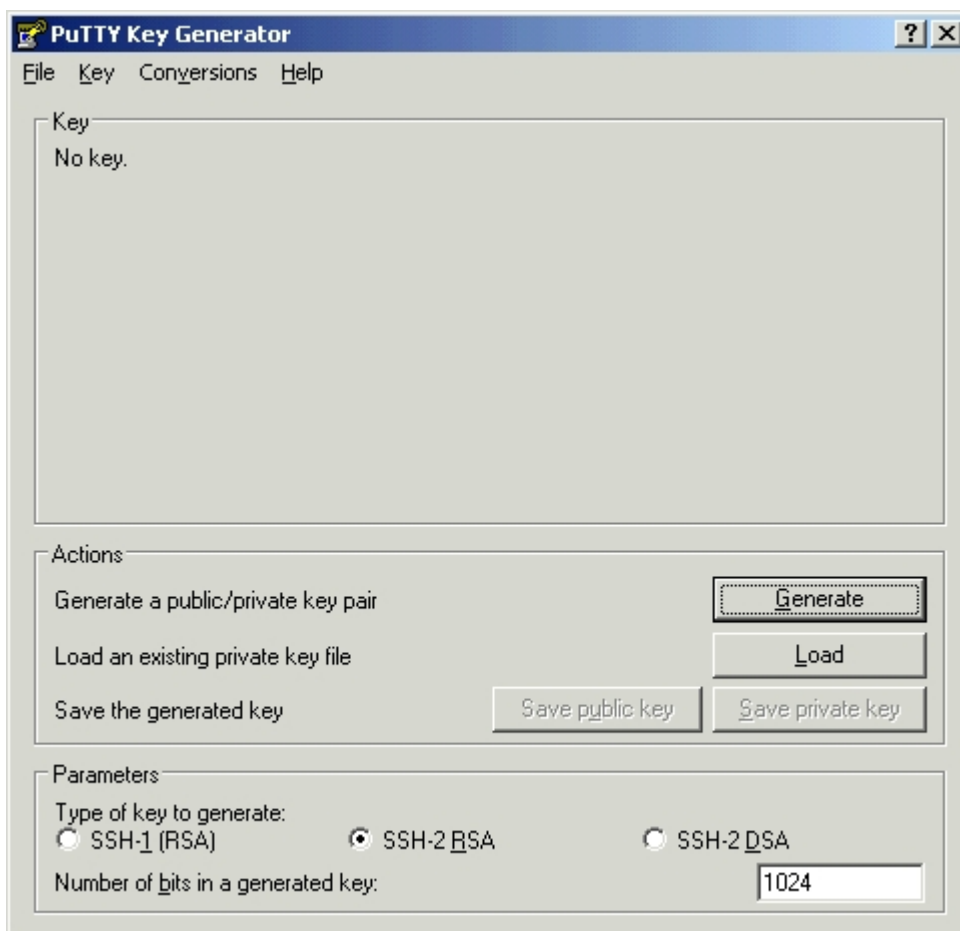 PuTTY Key Generator
File Key Conversions Help
Key
No key.
Actions
Generate a public/private key pair
Generate
Load an existing private key file
Load
Save the generated key
Save public key
Save private key
Parameters
Type of key to generate:
SSH-1 (RSA)
SSH-2 RSA
SSH-2 DSA
Number of bits in a generated key:
1024